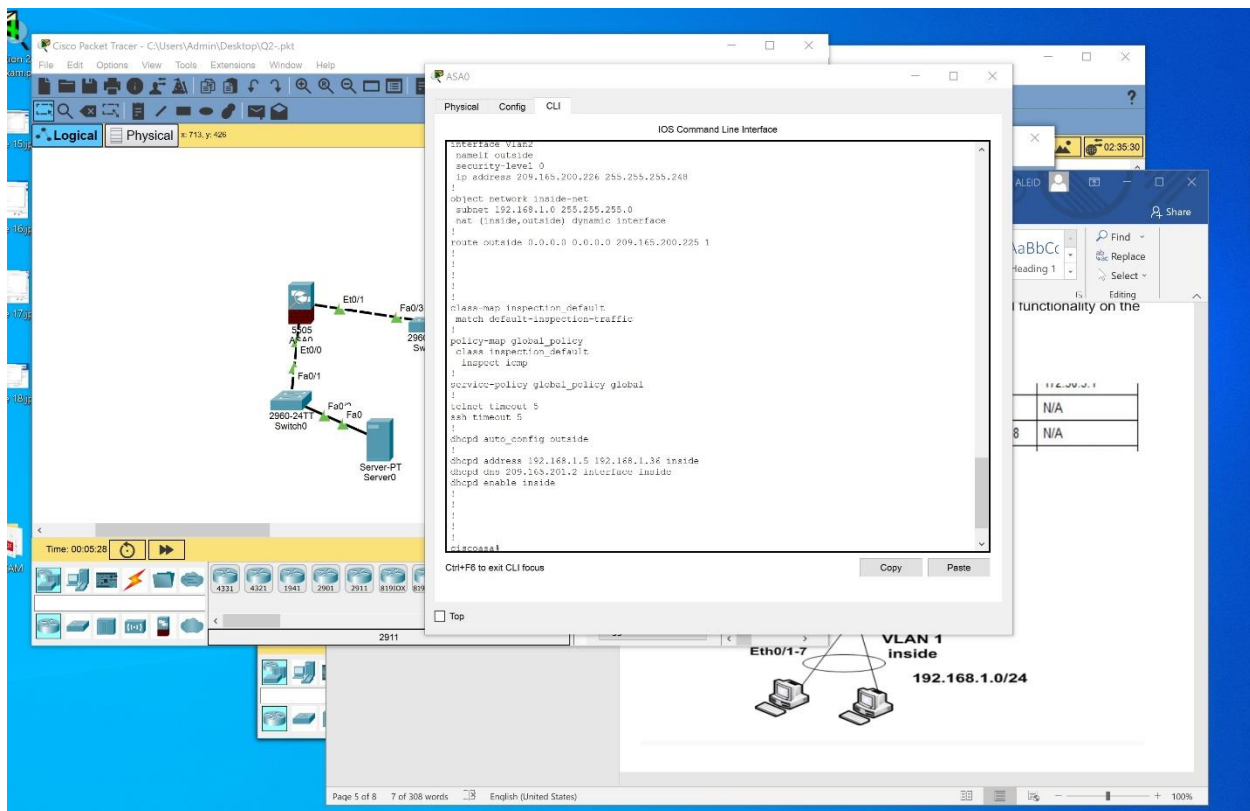 Cisco Packet Tracer - C:\Users\Admin\Desktop\Q2-.pkt
File Edit Options View Tools Extensions Window Help
Logical
Physical
x: 713, y: 426
Et0/1
Fa0/3
5505
ASA0
Et0/0
Fa0/1
2960-24TT
Switch0
Fa0
Server-PT
Server0
Time: 00:05:28
4331 4321 1941 2901 2911 819IOX
2911
ASA0
Physical Config CLI
IOS Command Line Interface
interface Vlan2
nameif outside
security-level 0
ip address 209.165.200.226 255.255.255.248
!
object network inside-net
subnet 192.168.1.0 255.255.255.0
nat (inside,outside) dynamic interface
!
route outside 0.0.0.0 0.0.0.0 209.165.200.225 1
!
!
!
!
!
class-map inspection_default
match default-inspection-traffic
!
policy-map global_policy
class inspection_default
inspect icmp
!
service-policy global_policy global
!
telnet timeout 5
ssh timeout 5
!
dhcpd auto_config outside
!
dhcpd address 192.168.1.5 192.168.1.36 inside
dhcpd dns 209.165.201.2 interface inside
dhcpd enable inside
!
!
!
!
!
ciscoasa#
Ctrl+F6 to exit CLI focus
Copy
Paste
Top
?
02:35:30
ALEID
Share
AaBbCc
Heading 1
Find
Replace
Select
Editing
functionality on the
N/A
8 N/A
Eth0/1-7
VLAN 1
inside
192.168.1.0/24
Page 5 of 8 7 of 308 words English (United States)
100%